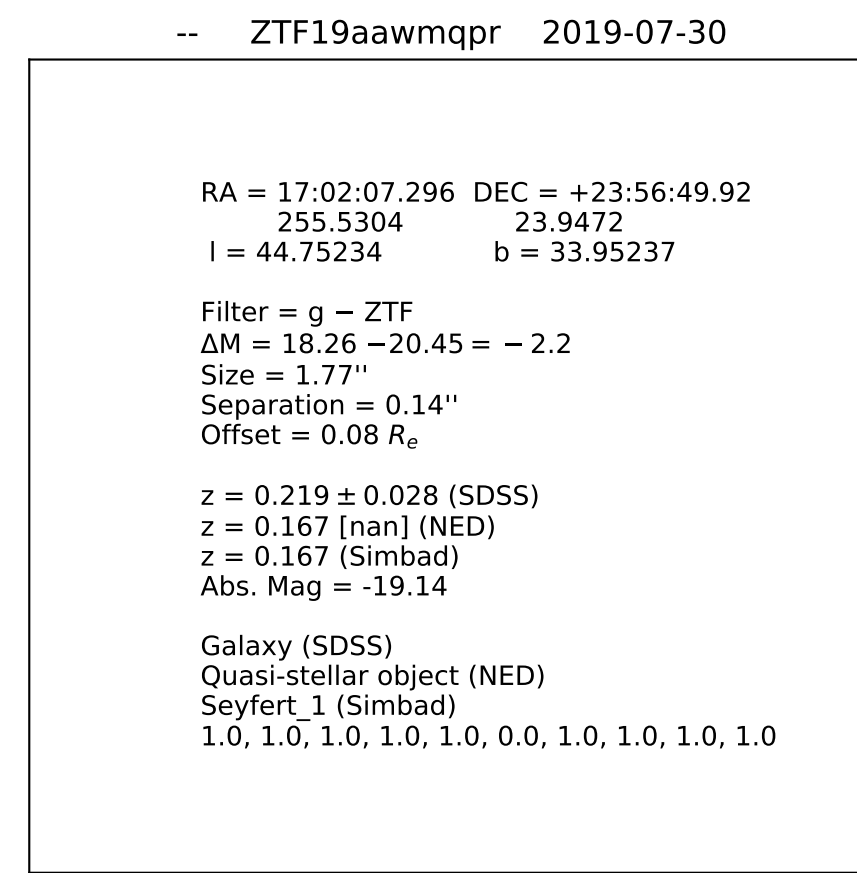 --   ZTF19aawmqpr   2019-07-30
RA = 17:02:07.296 DEC = +23:56:49.92
255.5304   23.9472
l = 44.75234   b = 33.95237
Filter = g − ZTF
ΔM = 18.26 −20.45 = − 2.2
Size = 1.77''
Separation = 0.14''
Offset = 0.08 Rₑ
z = 0.219 ± 0.028 (SDSS)
z = 0.167 [nan] (NED)
z = 0.167 (Simbad)
Abs. Mag = -19.14
Galaxy (SDSS)
Quasi-stellar object (NED)
Seyfert_1 (Simbad)
1.0, 1.0, 1.0, 1.0, 1.0, 0.0, 1.0, 1.0, 1.0, 1.0